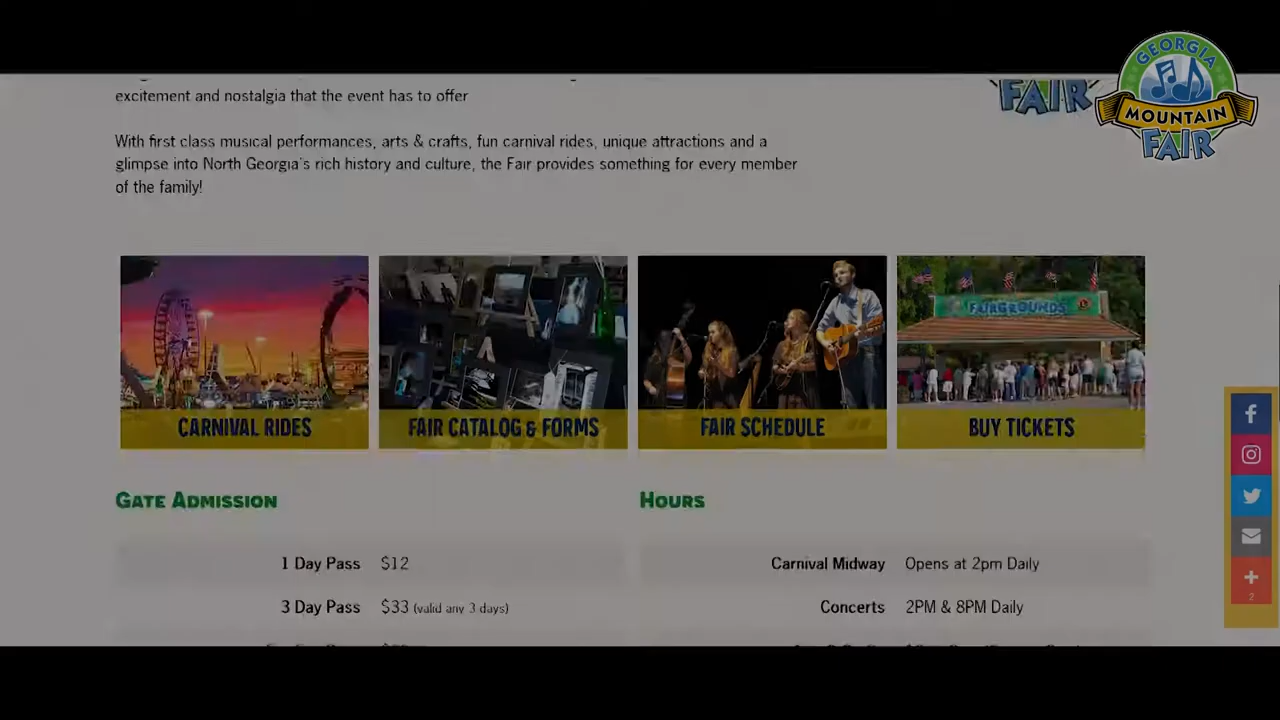 excitement and nostalgia that the event has to offer
GEORGIA
MOUNTAIN
FAIR
FAIR
With first class musical performances, arts & crafts, fun carnival rides, unique attractions and a
glimpse into North Georgia's rich history and culture, the Fair provides something for every member
of the family!
FAIRGROUNDS
CARNIVAL RIDES
FAIR CATALOG & FORMS
FAIR SCHEDULE
BUY TICKETS
GATE ADMISSION
HOURS
1 Day Pass $12
Carnival Midway Opens at 2pm Daily
3 Day Pass $33 (valid any 3 days)
Concerts 2PM & 8PM Daily
2